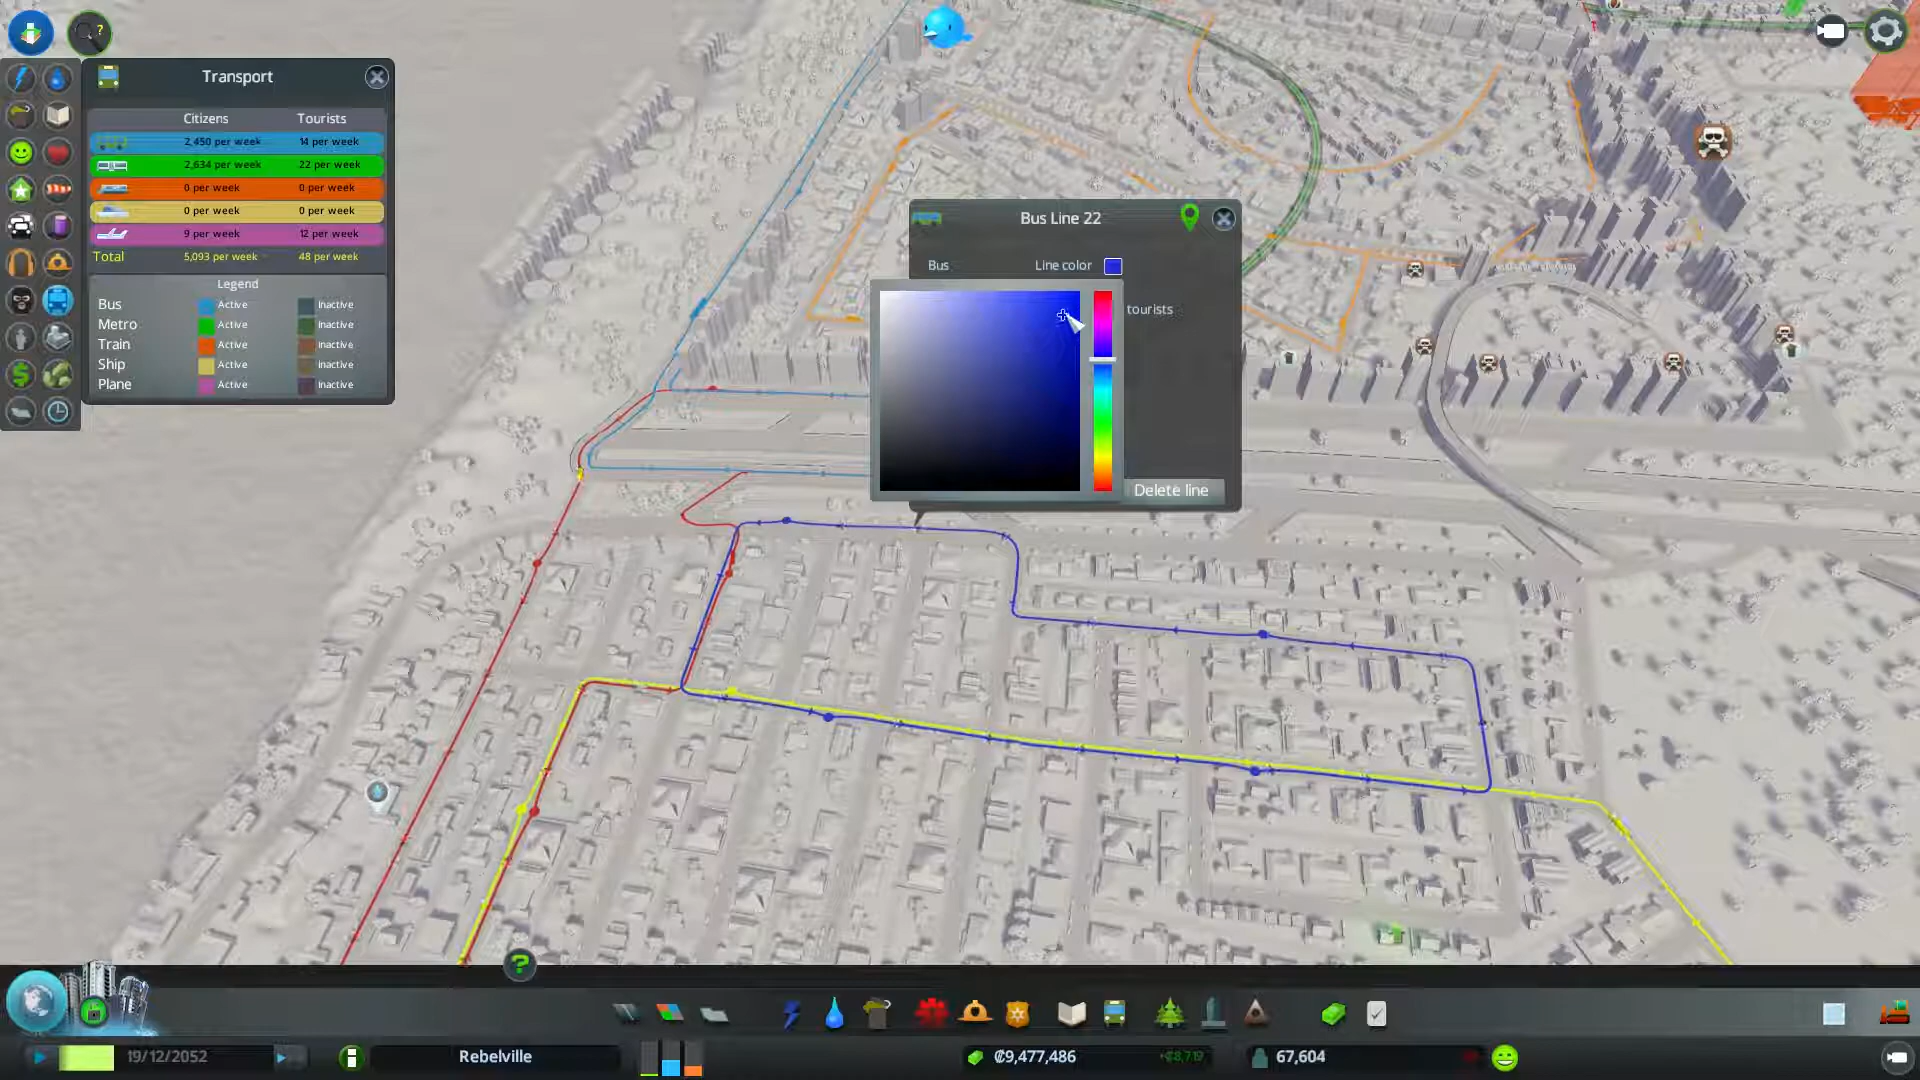 Transport
Citizens Tourists
2,450 per week 14 per week
2,634 per week 22 per week
0 per week 0 per week
0 per week 0 per week
9 per week 12 per week
Total 5,093 per week 48 per week
Legend
Bus Active Inactive
Metro Active Inactive
Train Active Inactive
Ship Active Inactive
Plane Active Inactive
Bus Line 22
Bus Line color
tourists
Delete line
19/12/2052
Rebelville
₡9,477,486
+₡8,719
67,604